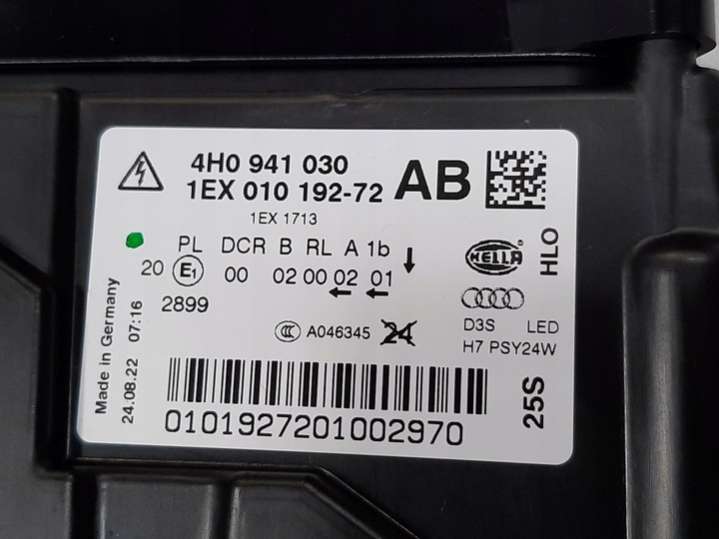 4H0 941 030
1EX 010 192-72
AB
1EX 1713
PL DCR B RL A 1b
20 E1 00 02 00 02 01
2899
HELLA
HLO
A046345 24
D3S LED
H7 PSY24W
25S
Made in Germany
24.08.22 07:16
0101927201002970